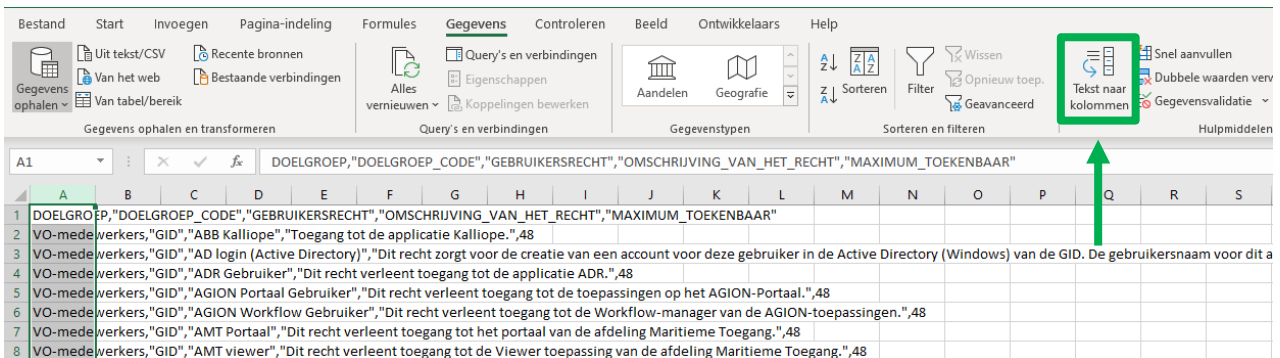 Bestand Start Invoegen Pagina-indeling Formules Gegevens Controleren Beeld Ontwikkelaars Help
Gegevens ophalen
Uit tekst/CSV
Van het web
Van tabel/bereik
Recente bronnen
Bestaande verbindingen
Gegevens ophalen en transformeren
Alles vernieuwen
Query's en verbindingen
Eigenschappen
Koppelingen bewerken
Query's en verbindingen
Aandelen Geografie
Gegevenstypen
Sorteren
Filter
Wissen
Opnieuw toep.
Geavanceerd
Sorteren en filteren
Tekst naar kolommen
Snel aanvullen
Dubbele waarden verw
Gegevensvalidatie
Hulpmiddelen
A1 fx DOELGROEP,"DOELGROEP_CODE","GEBRUIKERSRECHT","OMSCHRIJVING_VAN_HET_RECHT","MAXIMUM_TOEKENBAAR"
A B C D E F G H I J K L M N O P Q R S
1 DOELGROEP,"DOELGROEP_CODE","GEBRUIKERSRECHT","OMSCHRIJVING_VAN_HET_RECHT","MAXIMUM_TOEKENBAAR"
2 VO-medewerkers,"GID","ABB Kalliope","Toegang tot de applicatie Kalliope.",48
3 VO-medewerkers,"GID","AD login (Active Directory)","Dit recht zorgt voor de creatie van een account voor deze gebruiker in de Active Directory (Windows) van de GID. De gebruikersnaam voor dit a
4 VO-medewerkers,"GID","ADR Gebruiker","Dit recht verleent toegang tot de applicatie ADR.",48
5 VO-medewerkers,"GID","AGION Portaal Gebruiker","Dit recht verleent toegang tot de toepassingen op het AGION-Portaal.",48
6 VO-medewerkers,"GID","AGION Workflow Gebruiker","Dit recht verleent toegang tot de Workflow-manager van de AGION-toepassingen.",48
7 VO-medewerkers,"GID","AMT Portaal","Dit recht verleent toegang tot het portaal van de afdeling Maritieme Toegang.",48
8 VO-medewerkers,"GID","AMT viewer","Dit recht verleent toegang tot de Viewer toepassing van de afdeling Maritieme Toegang.",48